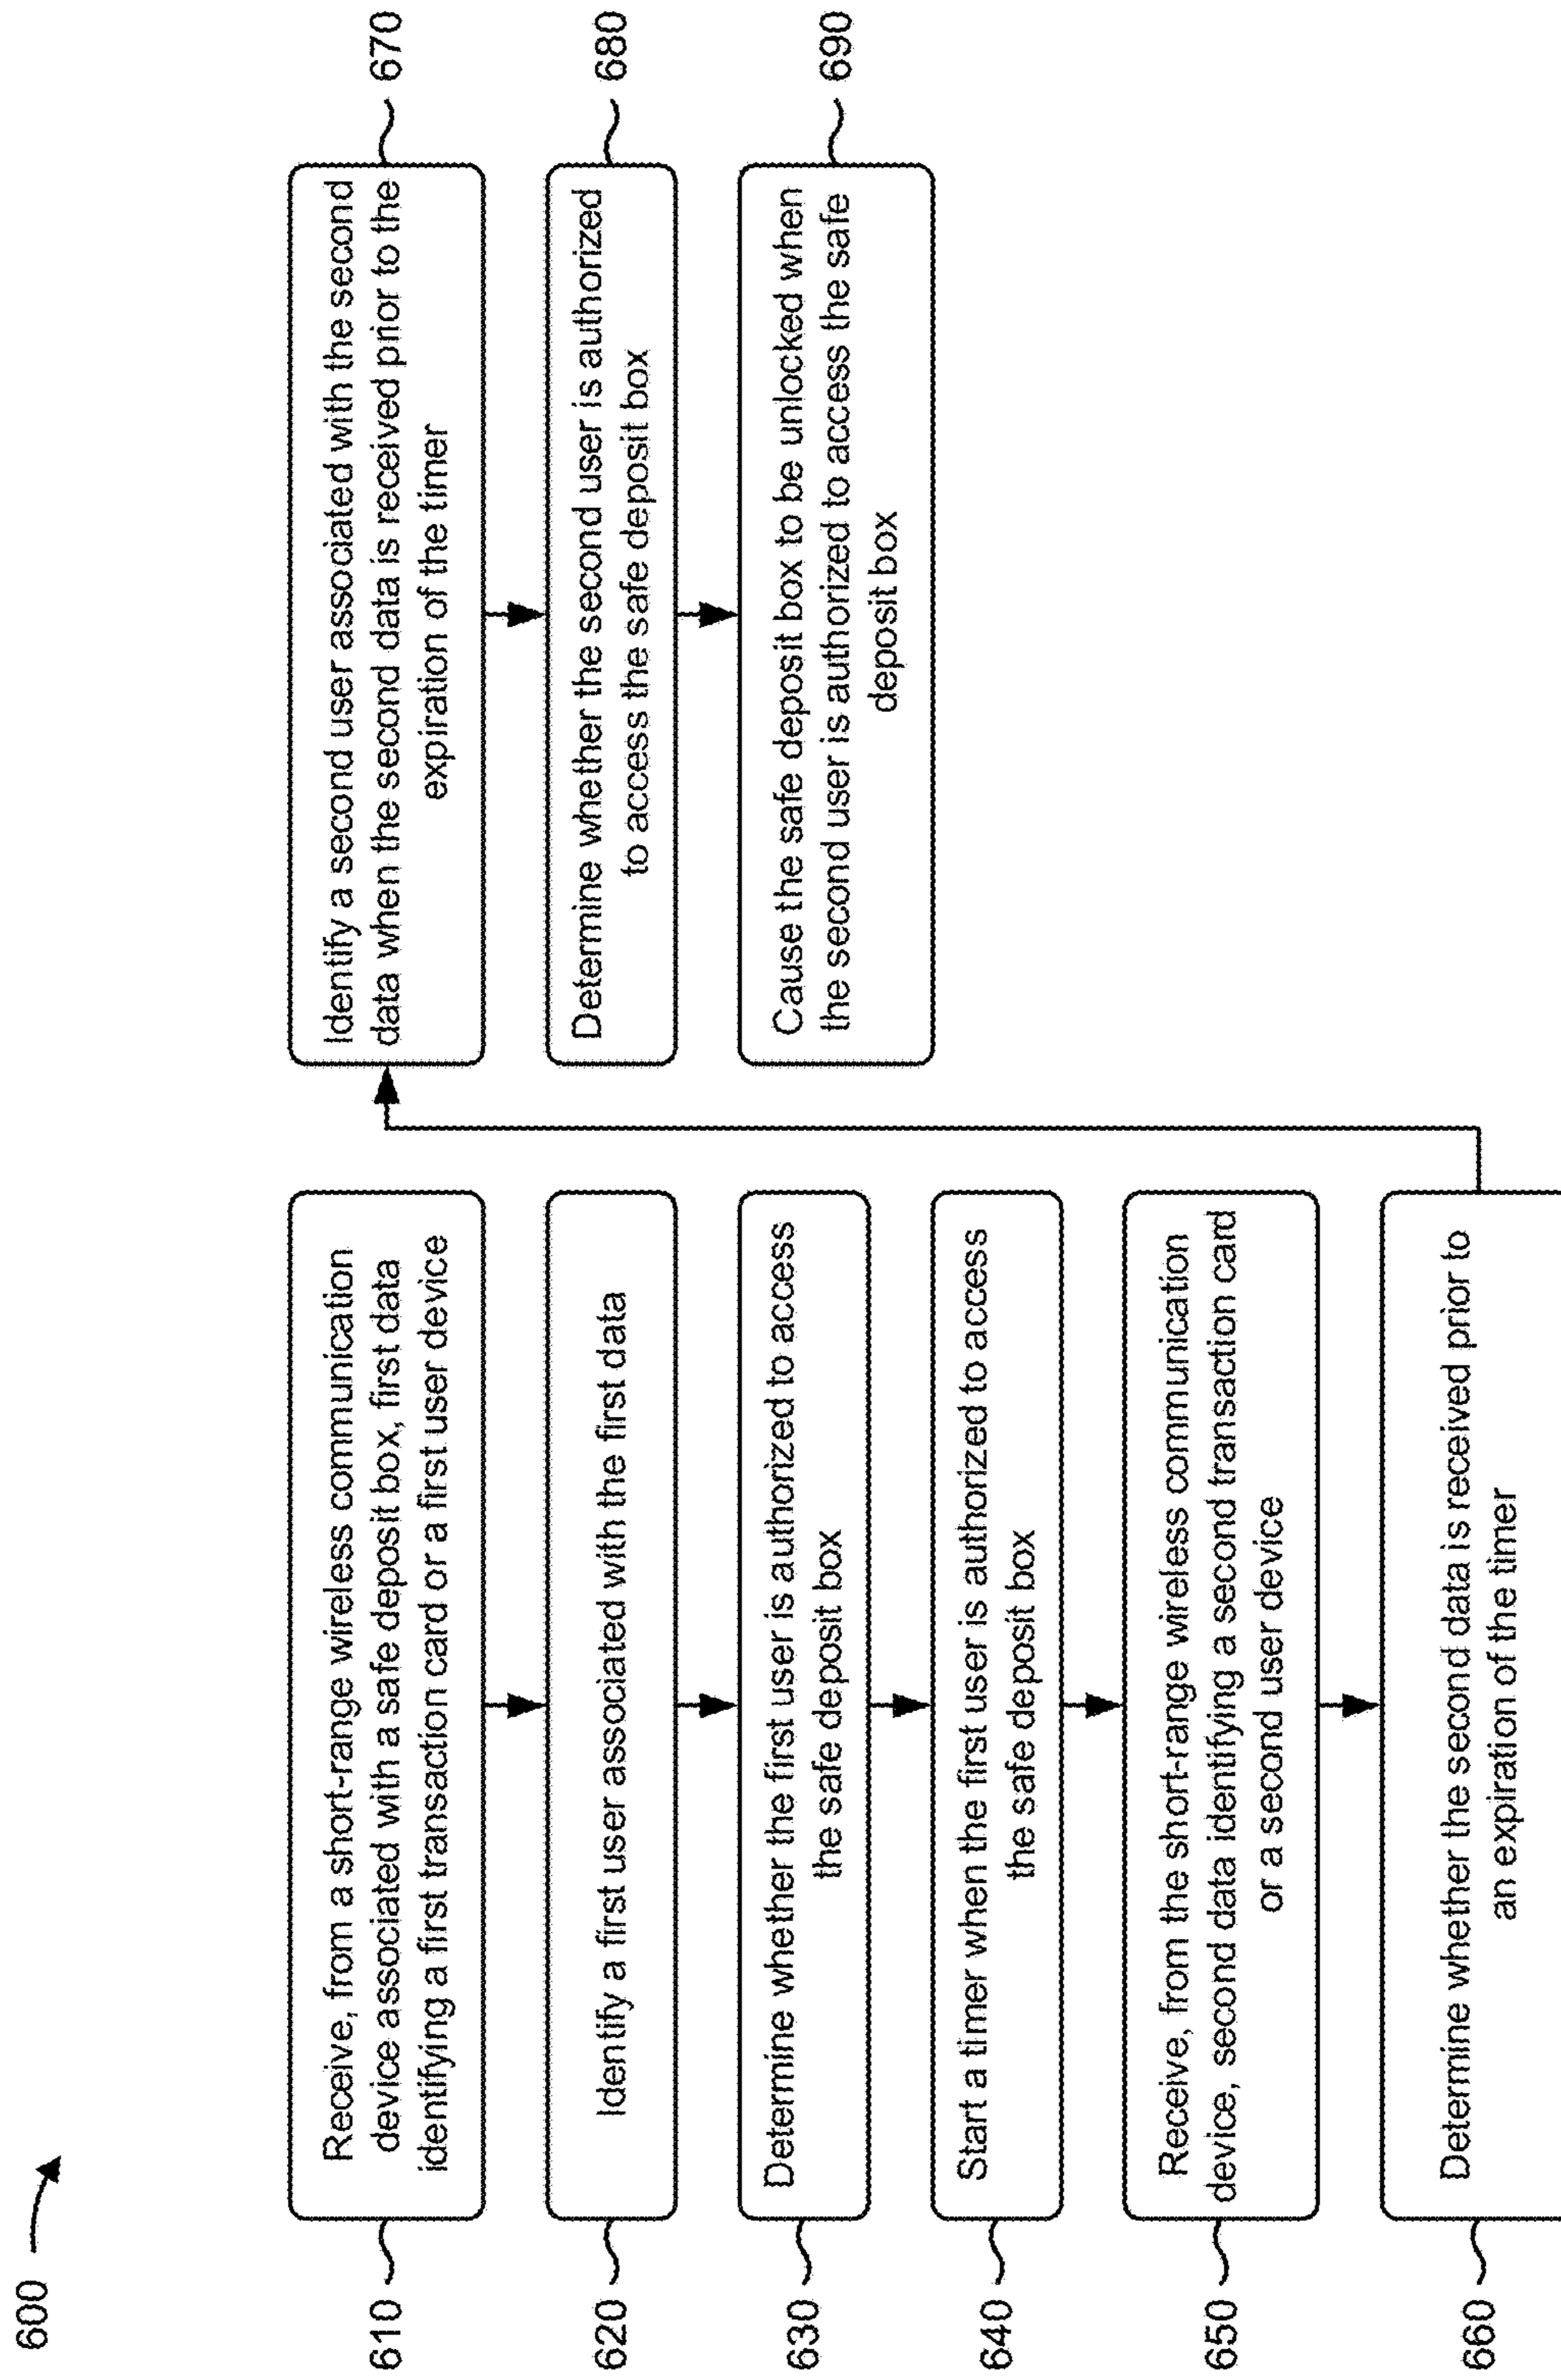 600
610
Receive, from a short-range wireless communication
device associated with a safe deposit box, first data
identifying a first transaction card or a first user device
620
Identify a first user associated with the first data
630
Determine whether the first user is authorized to access
the safe deposit box
640
Start a timer when the first user is authorized to access
the safe deposit box
650
Receive, from the short-range wireless communication
device, second data identifying a second transaction card
or a second user device
660
Determine whether the second data is received prior to
an expiration of the timer
670
Identify a second user associated with the second
data when the second data is received prior to the
expiration of the timer
680
Determine whether the second user is authorized
to access the safe deposit box
690
Cause the safe deposit box to be unlocked when
the second user is authorized to access the safe
deposit box